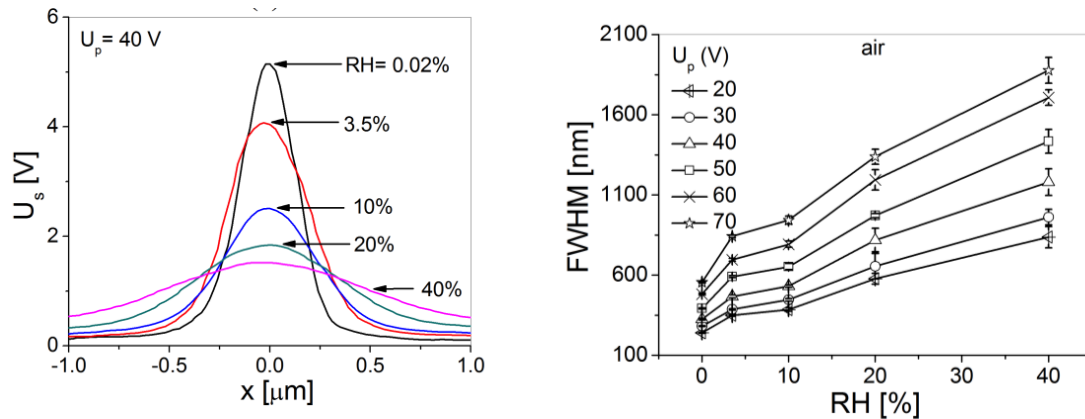 6
U_p = 40 V
RH= 0.02%
3.5%
10%
20%
40%
4
2
0
U_s [V]
-1.0 -0.5 0.0 0.5 1.0
x [μm]
2100
air
U_p (V)
20
30
40
50
60
70
1600
1100
600
100
FWHM [nm]
0 10 20 30 40
RH [%]